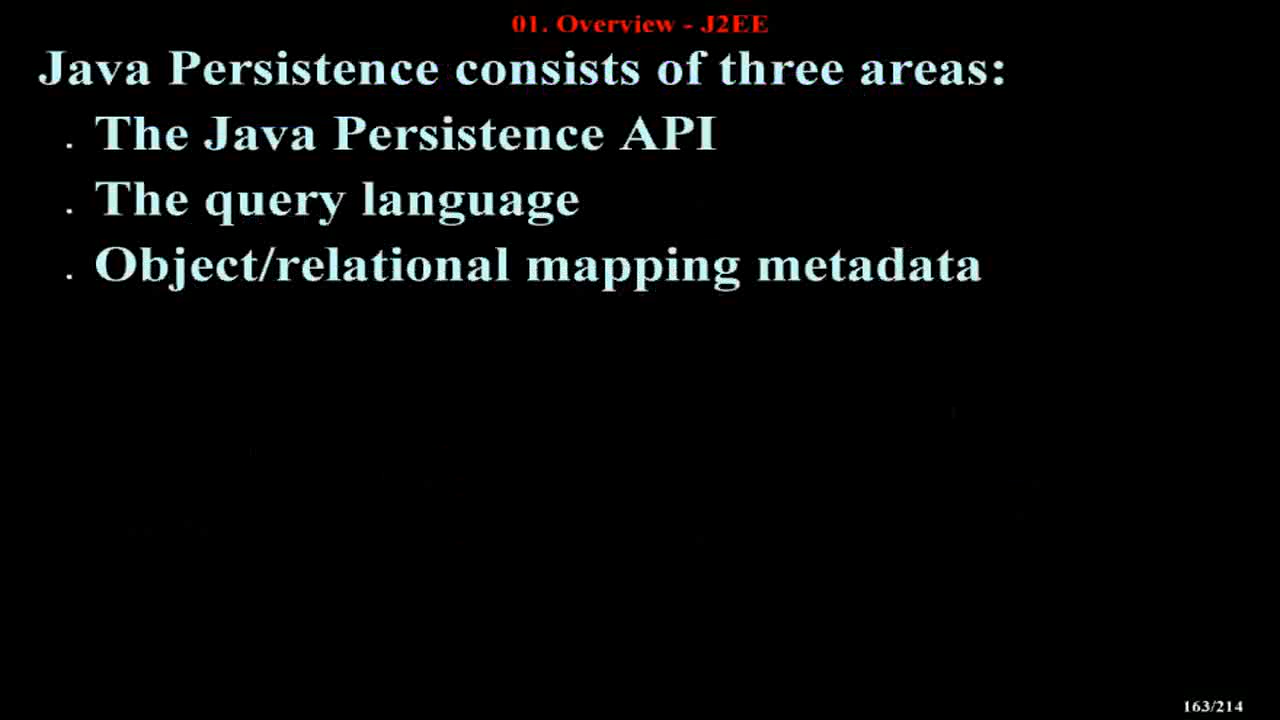 01. Overview - J2EE
Java Persistence consists of three areas:
. The Java Persistence API
. The query language
. Object/relational mapping metadata
163/214